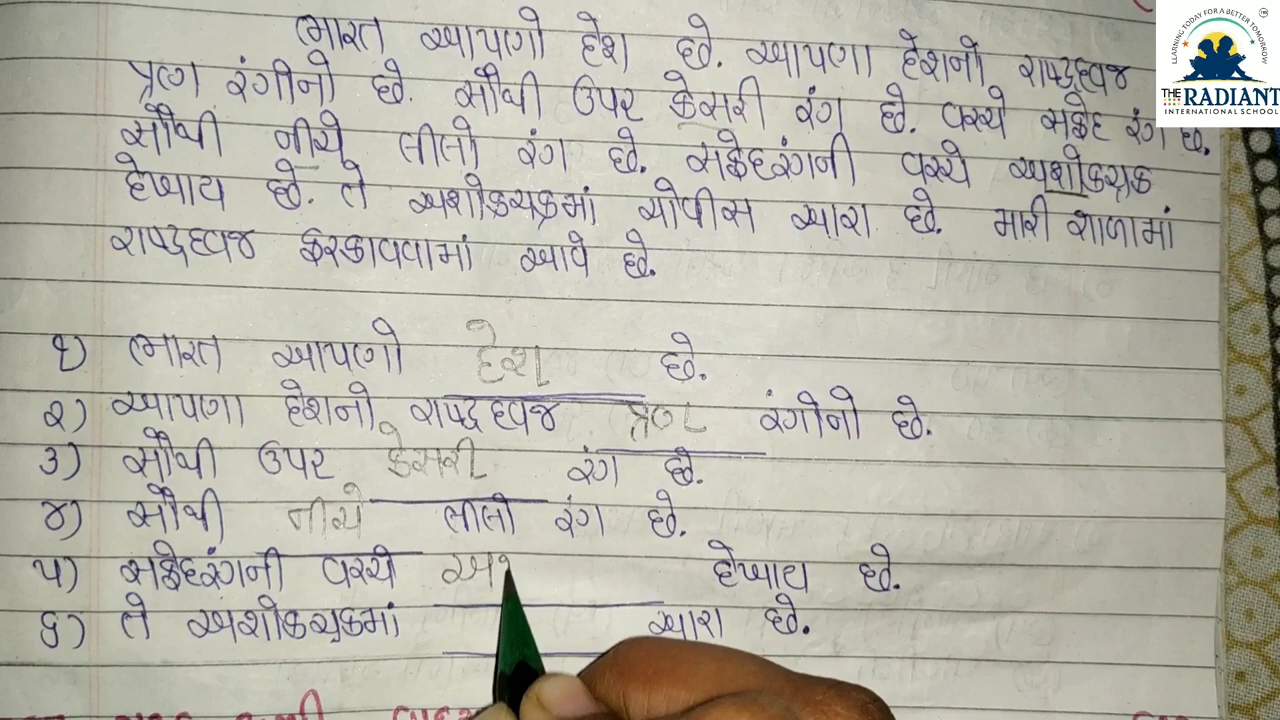 LEARNING TODAY FOR A BETTER TOMORROW
THE RADIANT
INTERNATIONAL SCHOOL
ભારત આપણો દેશ છે. આપણા દેશનો રાષ્ટ્રધ્વજ
ત્રણ રંગીનો છે. સૌથી ઉપર કેસરી રંગ છે. વચ્ચે સફેદ રંગ છે.
સૌથી નીચે લીલો રંગ છે. સફેદરંગની વચ્ચે અશોકચક્ર
દેખાય છે. તે અશોકચક્રમાં ચોવીસ આરા છે. મારી શાળામાં
રાષ્ટ્રધ્વજ ફરકાવવામાં આવે છે.
૧) ભારત આપણો દેશ છે.
૨) આપણા દેશનો રાષ્ટ્રધ્વજ ત્રણ રંગોનો છે.
૩) સૌથી ઉપર કેસરી રંગ છે.
૪) સૌથી નીચે લીલો રંગ છે.
૫) સફેદરંગની વચ્ચે અ દેખાય છે.
૬) તે અશોકચક્રમાં આરા છે.